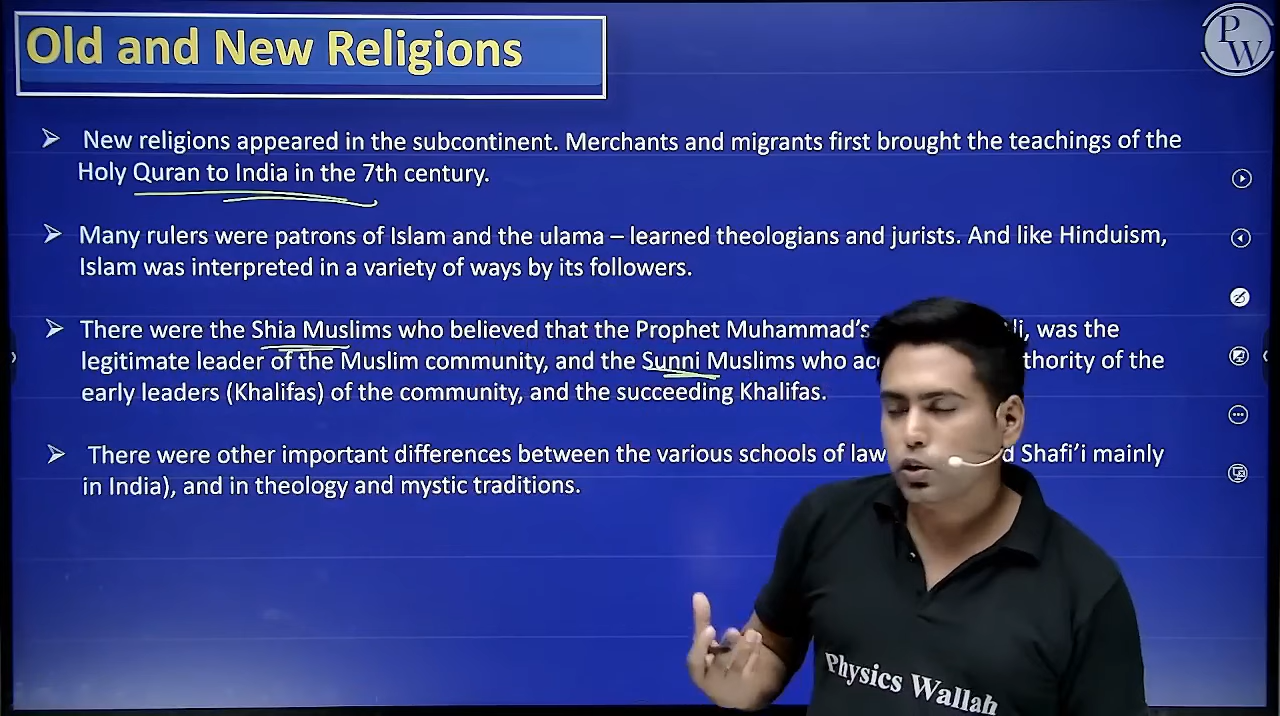 Old and New Religions
P
W
➤ New religions appeared in the subcontinent. Merchants and migrants first brought the teachings of the
Holy Quran to India in the 7th century.
➤ Many rulers were patrons of Islam and the ulama – learned theologians and jurists. And like Hinduism,
Islam was interpreted in a variety of ways by its followers.
➤ There were the Shia Muslims who believed that the Prophet Muhammad’s was the
legitimate leader of the Muslim community, and the Sunni Muslims who of the
early leaders (Khalifas) of the community, and the succeeding Khalifas.
➤ There were other important differences between the various schools of law Shafi’i mainly
in India), and in theology and mystic traditions.
Physics Wallah